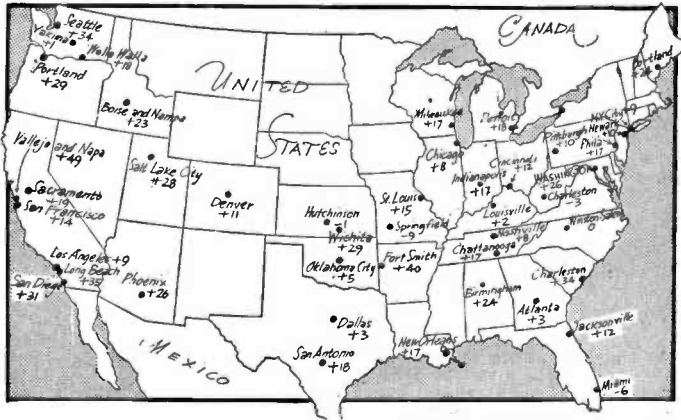 CANADA
UNITED
STATES
MEXICO
Seattle
+34
Yakima
+1
Walla Walla
+18
Portland
+29
Boise and Nampa
+23
Vallejo and Napa
+49
Sacramento
+19
San Francisco
+14
Salt Lake City
+28
Denver
+11
Los Angeles +9
Long Beach
+35
San Diego
+31
Phoenix
+26
Hutchinson
Wichita
+29
Oklahoma City
+5
Dallas
+3
San Antonio
+18
Milwaukee
+17
Chicago
+8
Detroit
+18
Indianapolis
+17
Cincinnati
+12
St. Louis
+15
Springfield
-9
Fort Smith
+40
Louisville
+2
Nashville
+8
Chattanooga
+17
Birmingham
+24
Atlanta
+3
New Orleans
+17
Portland
+24
NY City +9
Newark
Pittsburgh
+10
Phila
+17
WASHINGTON
+26
Charleston
-3
Winston Salem
0
Charleston
+34
Jacksonville
+12
Miami
-6